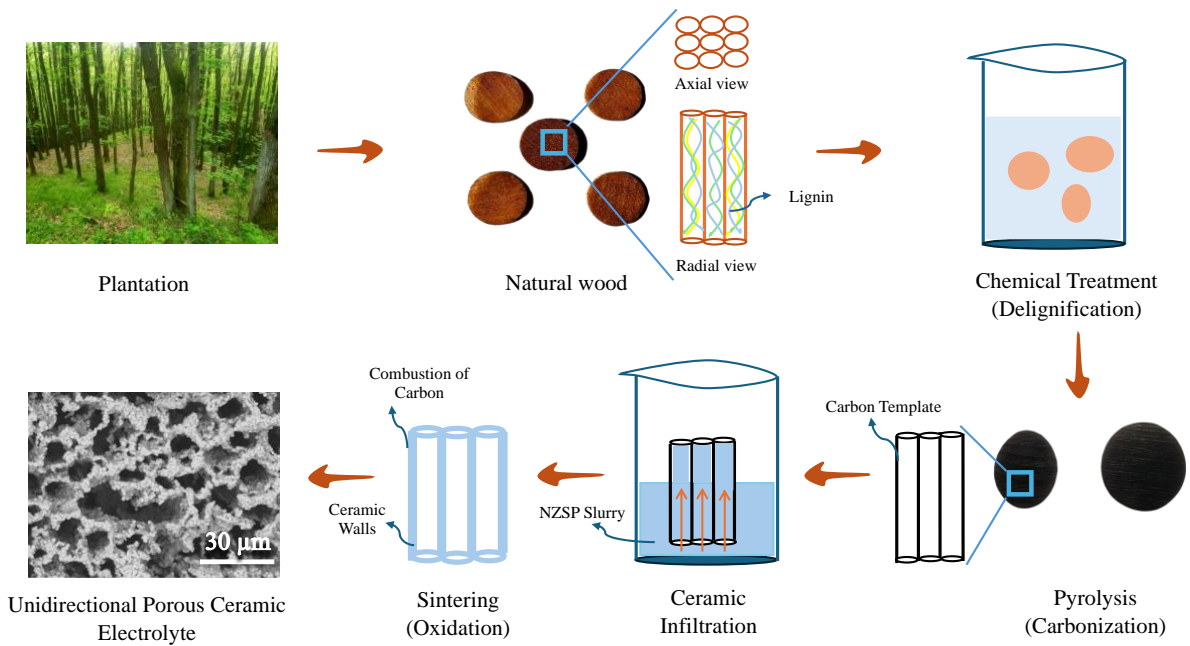 Axial view
Lignin
Radial view
Plantation
Natural wood
Chemical Treatment
(Delignification)
Carbon Template
Pyrolysis
(Carbonization)
NZSP Slurry
Ceramic
Infiltration
Combustion of
Carbon
Ceramic
Walls
Sintering
(Oxidation)
30 μm
Unidirectional Porous Ceramic
Electrolyte